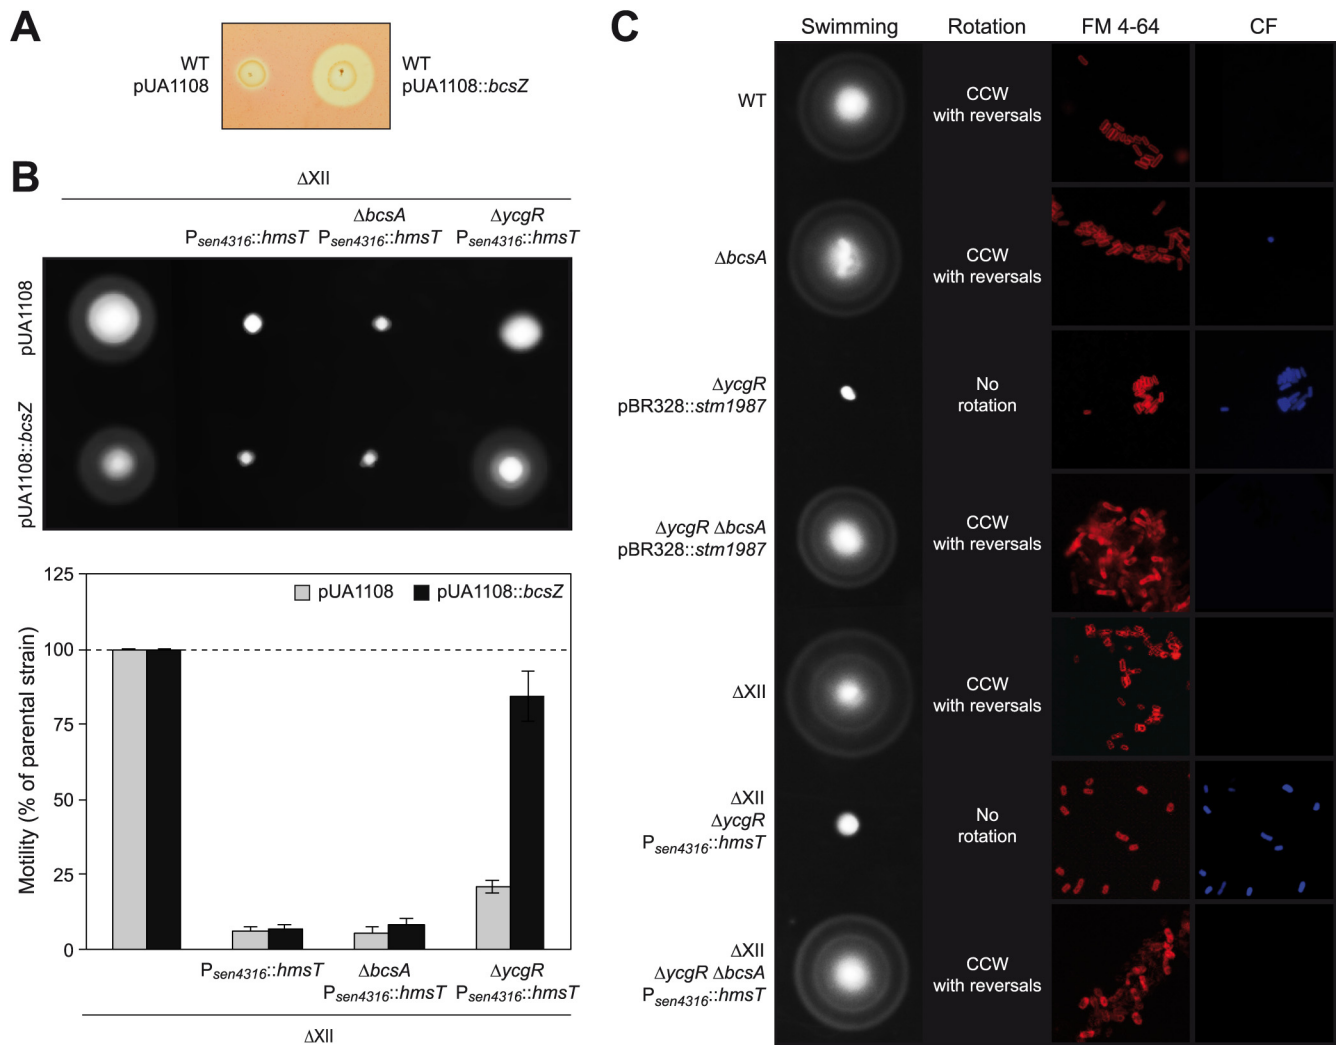 A
WT
pUA1108
WT
pUA1108::bcsZ
B
ΔXII
Psen4316::hmsT
ΔbcsA
Psen4316::hmsT
ΔycgR
Psen4316::hmsT
pUA1108
pUA1108::bcsZ
125
100
75
50
25
0
Motility (% of parental strain)
pUA1108
pUA1108::bcsZ
Psen4316::hmsT
ΔbcsA
Psen4316::hmsT
ΔycgR
Psen4316::hmsT
ΔXII
C
Swimming Rotation FM 4-64 CF
WT
CCW
with reversals
ΔbcsA
CCW
with reversals
ΔycgR
pBR328::stm1987
No
rotation
ΔycgR ΔbcsA
pBR328::stm1987
CCW
with reversals
ΔXII
CCW
with reversals
ΔXII
ΔycgR
Psen4316::hmsT
No
rotation
ΔXII
ΔycgR ΔbcsA
Psen4316::hmsT
CCW
with reversals